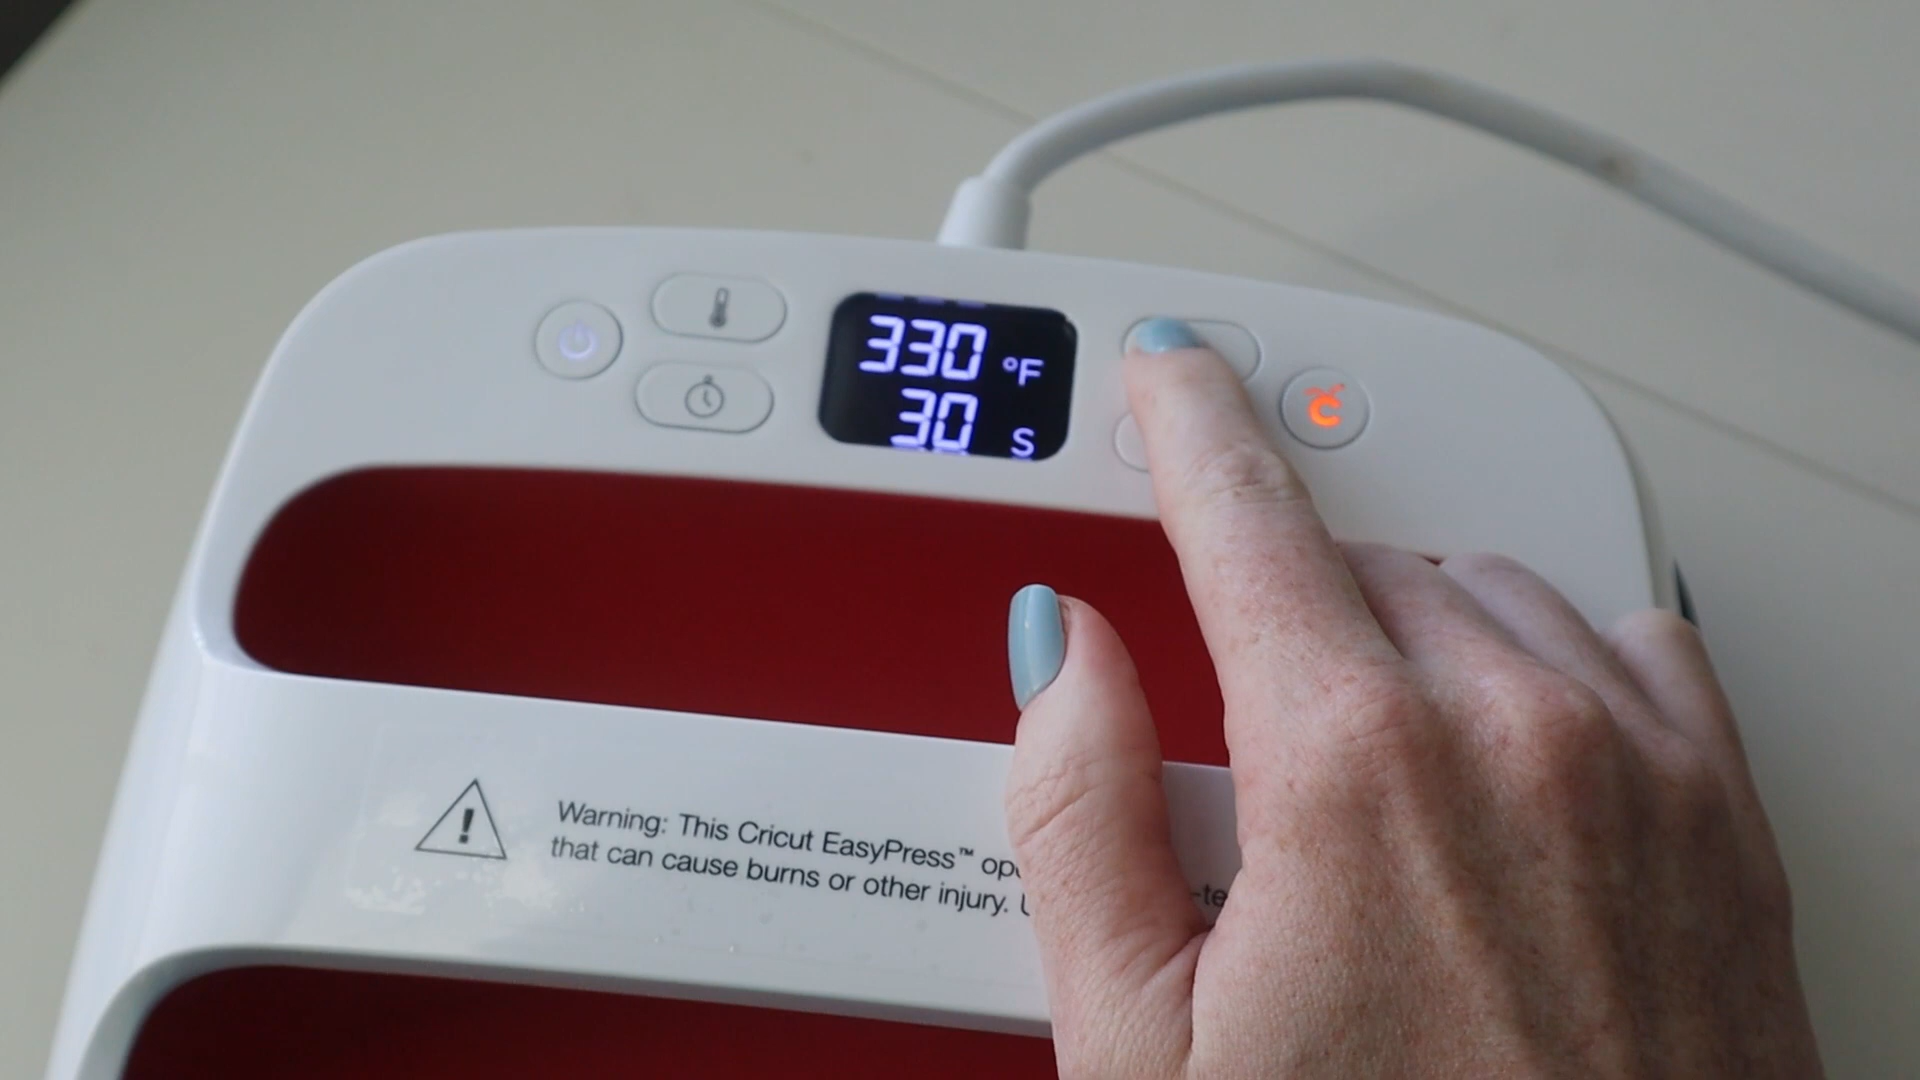 330 °F
30 S
C
Warning: This Cricut EasyPress™
that can cause burns or other injury.